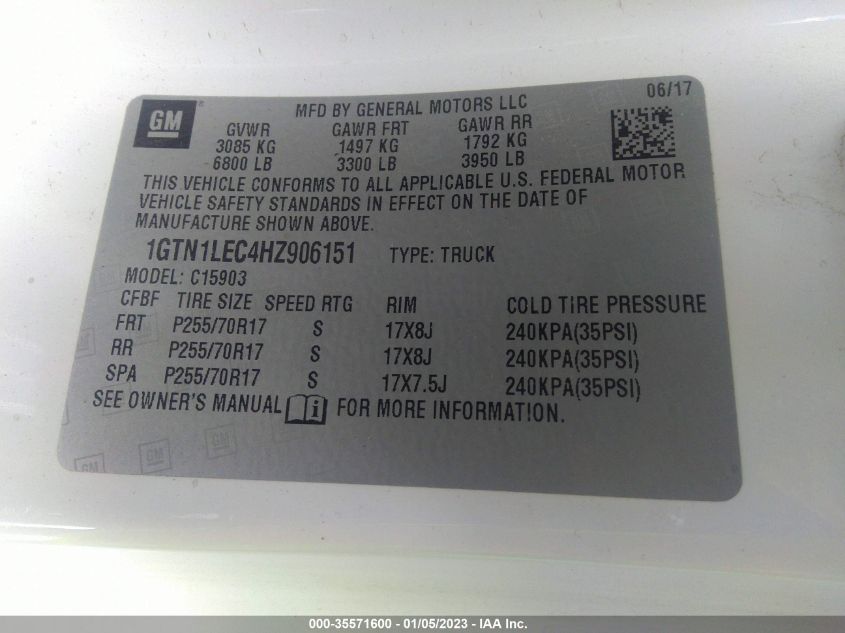 GM ® MFD BY GENERAL MOTORS LLC 06/17
GVWR GAWR FRT GAWR RR
3085 KG 1497 KG 1792 KG
6800 LB 3300 LB 3950 LB
THIS VEHICLE CONFORMS TO ALL APPLICABLE U.S. FEDERAL MOTOR
VEHICLE SAFETY STANDARDS IN EFFECT ON THE DATE OF
MANUFACTURE SHOWN ABOVE.
1GTN1LEC4HZ906151 TYPE: TRUCK
MODEL: C15903
CFBF TIRE SIZE SPEED RTG RIM COLD TIRE PRESSURE
FRT P255/70R17 S 17X8J 240KPA(35PSI)
RR P255/70R17 S 17X8J 240KPA(35PSI)
SPA P255/70R17 S 17X7.5J 240KPA(35PSI)
SEE OWNER'S MANUAL i FOR MORE INFORMATION.
GM GM GM
000-35571600 - 01/05/2023 - IAA Inc.